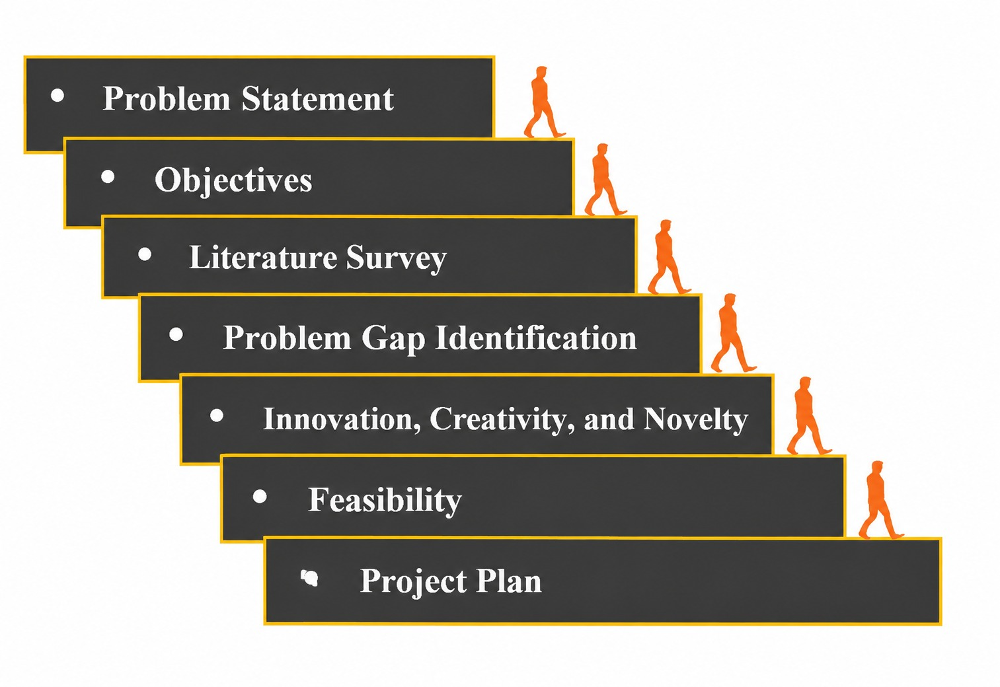 • Problem Statement
• Objectives
• Literature Survey
• Problem Gap Identification
• Innovation, Creativity, and Novelty
• Feasibility
• Project Plan